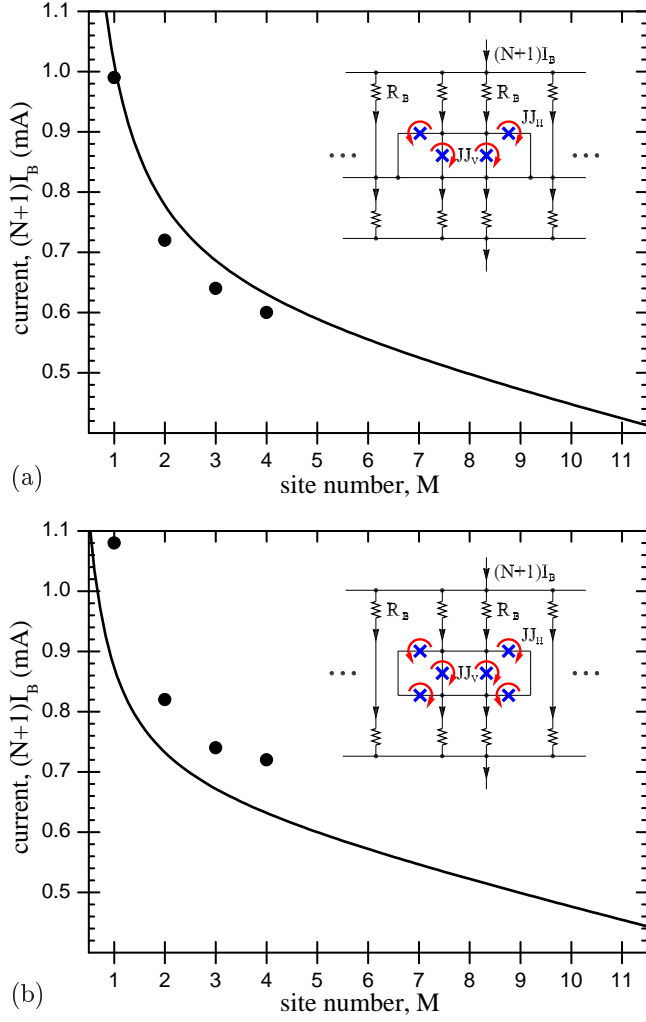 1.1
1.0
0.9
0.8
0.7
0.6
0.5
current, (N+1)I_B (mA)
(N+1)I_B
R_B
R_B
JJ_H
JJ_V
1 2 3 4 5 6 7 8 9 10 11
(a)
site number, M
1.1
1.0
0.9
0.8
0.7
0.6
0.5
current, (N+1)I_B (mA)
(N+1)I_B
R_B
R_B
JJ_H
JJ_V
1 2 3 4 5 6 7 8 9 10 11
(b)
site number, M